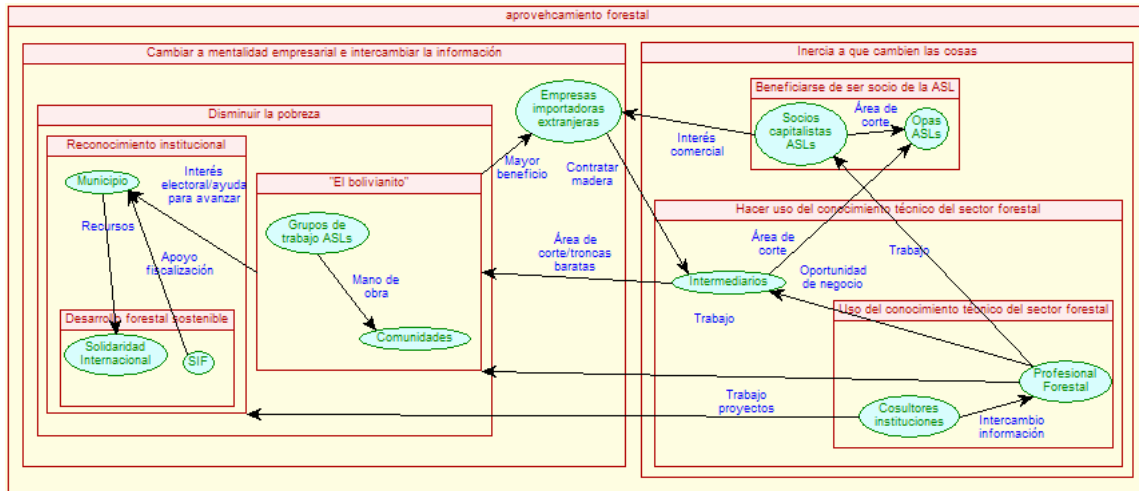 aprovehcamiento forestal
Cambiar a mentalidad empresarial e intercambiar la información
Inercia a que cambien las cosas
Disminuir la pobreza
Empresas
importadoras
extranjeras
Beneficiarse de ser socio de la ASL
Socios
capitalistas
ASLs
Área de
corte
Opas
ASLs
Interés
comercial
Reconocimiento institucional
Municipio
Interés
electoral/ayuda
para avanzar
Recursos
Apoyo
fiscalización
Desarrollo forestal sostenible
Solidaridad
Internacional
SIF
"El bolivianito"
Grupos de
trabajo ASLs
Mano de
obra
Comunidades
Mayor
beneficio
Contratar
madera
Área de
corte/troncas
baratas
Hacer uso del conocimiento técnico del sector forestal
Intermediarios
Área de
corte
Trabajo
Oportunidad
de negocio
Trabajo
Uso del conocimiento técnico del sector forestal
Profesional
Forestal
Cosultores
instituciones
Intercambio
información
Trabajo
proyectos